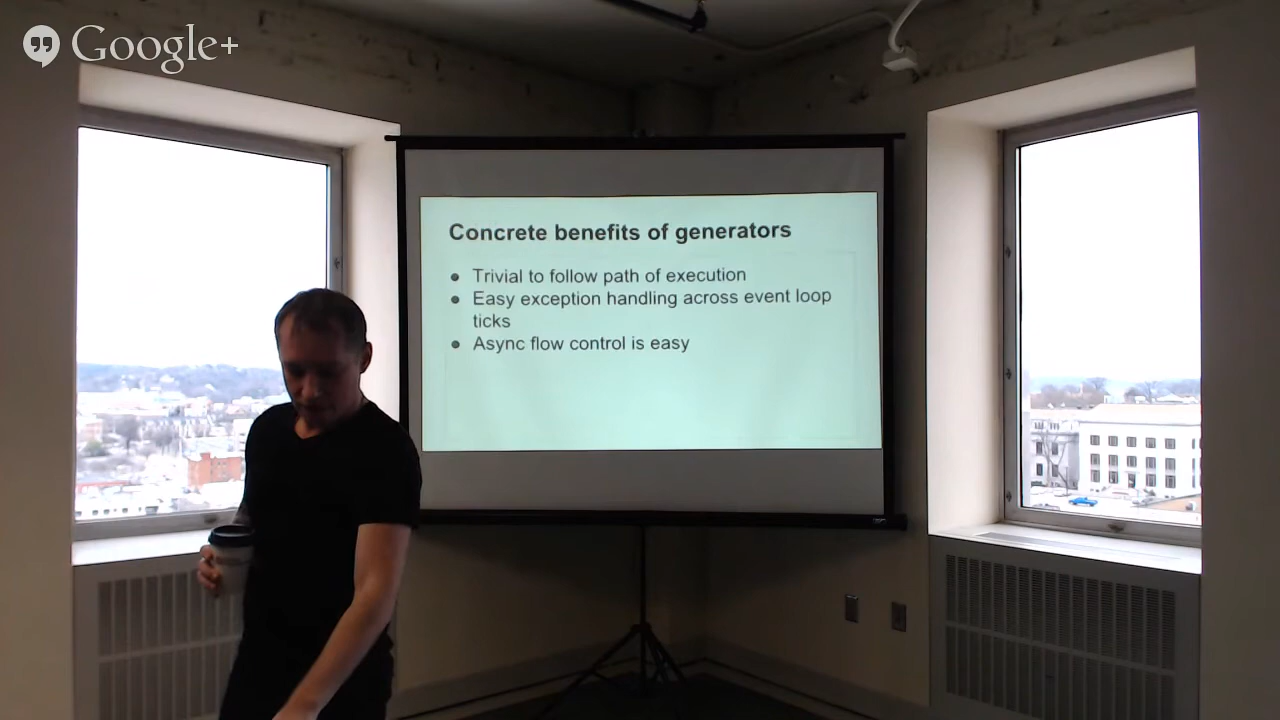 Google+
Concrete benefits of generators
● Trivial to follow path of execution
● Easy exception handling across event loop
ticks
● Async flow control is easy